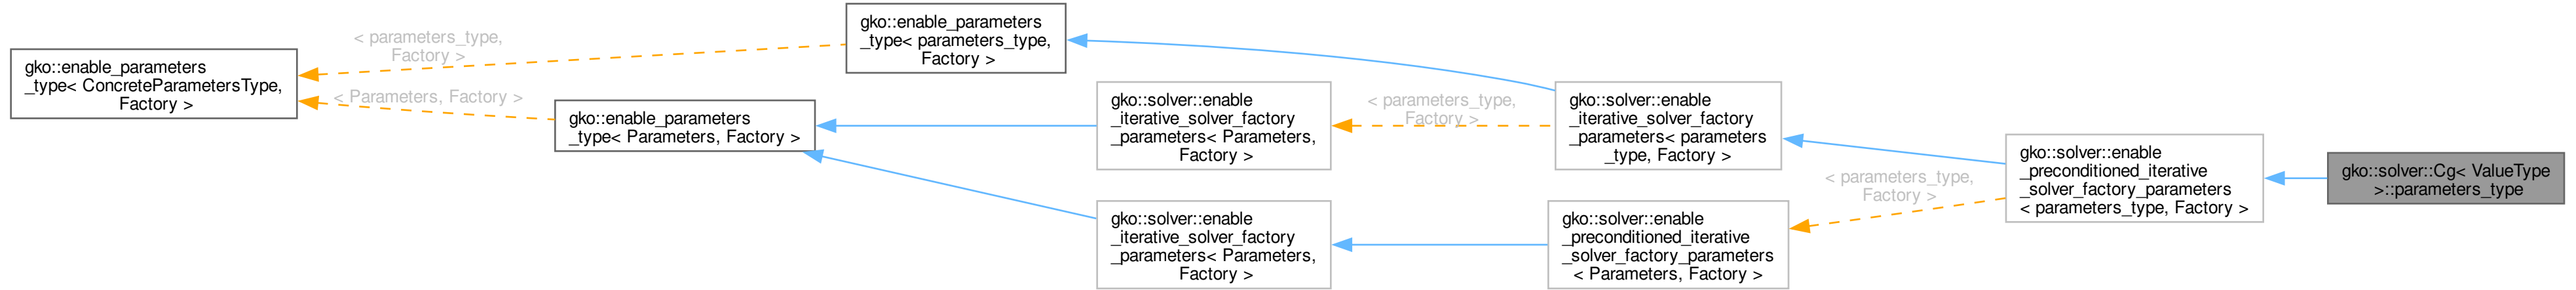 gko::enable_parameters
_type< ConcreteParametersType,
Factory >
< parameters_type,
Factory >
< Parameters, Factory >
gko::enable_parameters
_type< parameters_type,
Factory >
gko::enable_parameters
_type< Parameters, Factory >
gko::solver::enable
_iterative_solver_factory
_parameters< Parameters,
Factory >
gko::solver::enable
_iterative_solver_factory
_parameters< Parameters,
Factory >
< parameters_type,
Factory >
gko::solver::enable
_iterative_solver_factory
_parameters< parameters
_type, Factory >
gko::solver::enable
_preconditioned_iterative
_solver_factory_parameters
< Parameters, Factory >
< parameters_type,
Factory >
gko::solver::enable
_preconditioned_iterative
_solver_factory_parameters
< parameters_type, Factory >
gko::solver::Cg< ValueType
>::parameters_type